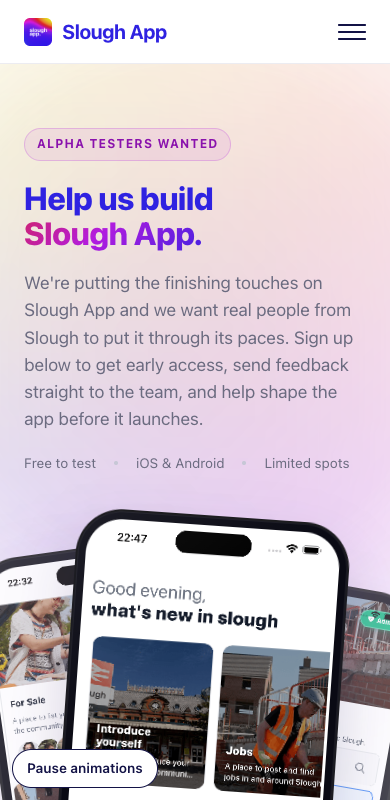 slough
app.
Slough App
ALPHA TESTERS WANTED
Help us build
Slough App.
We're putting the finishing touches on
Slough App and we want real people from
Slough to put it through its paces. Sign up
below to get early access, send feedback
straight to the team, and help shape the
app before it launches.
Free to test
iOS & Android
Limited spots
22:47
22:32
Good evening,
what's new in slough
For Sale
A place to list
Introduce
yourself
Jobs
A place to post and find
jobs in and around Slough
Slough
Pause animations